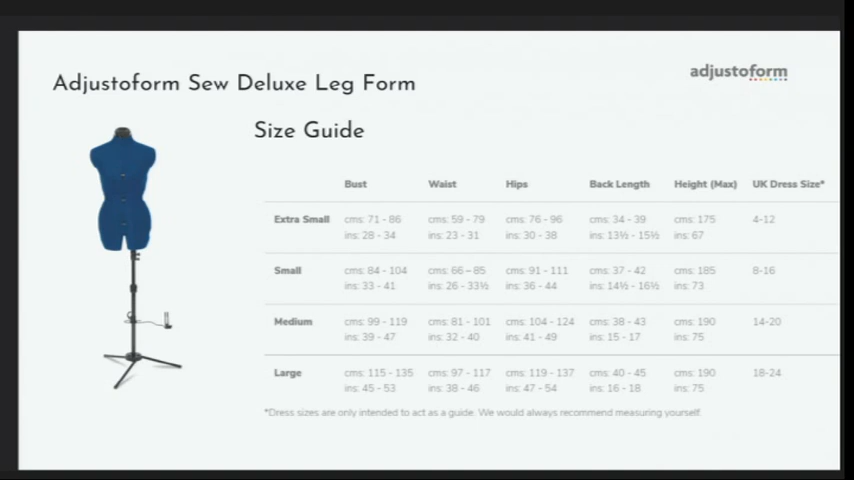 adjustoform
Adjustoform Sew Deluxe Leg Form
Size Guide
Bust Waist Hips Back Length Height (Max) UK Dress Size*
Extra Small cms: 71 - 86 cms: 59 - 79 cms: 76 - 96 cms: 34 - 39 cms: 175 4-12
ins: 28 - 34 ins: 23 - 31 ins: 30 - 38 ins: 13½ - 15½ ins: 67
Small cms: 84 - 104 cms: 66 – 85 cms: 91 - 111 cms: 37 - 42 cms: 185 8-16
ins: 33 - 41 ins: 26 - 33½ ins: 36 - 44 ins: 14½ - 16½ ins: 73
Medium cms: 99 - 119 cms: 81 - 101 cms: 104 - 124 cms: 38 - 43 cms: 190 14-20
ins: 39 - 47 ins: 32 - 40 ins: 41 - 49 ins: 15 - 17 ins: 75
Large cms: 115 - 135 cms: 97 - 117 cms: 119 - 137 cms: 40 - 45 cms: 190 18-24
ins: 45 - 53 ins: 38 - 46 ins: 47 - 54 ins: 16 - 18 ins: 75
*Dress sizes are only intended to act as a guide. We would always recommend measuring yourself.